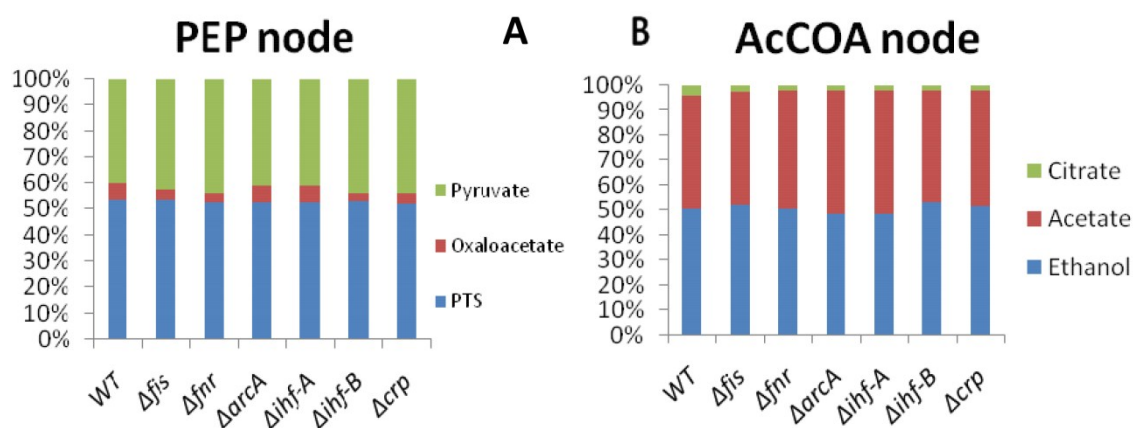 PEP node
A
100%
90%
80%
70%
60%
50%
40%
30%
20%
10%
0%
WT
Δfis
Δfnr
ΔarcA
Δihf-A
Δihf-B
Δcrp
Pyruvate
Oxaloacetate
PTS
B
AcCOA node
100%
90%
80%
70%
60%
50%
40%
30%
20%
10%
0%
WT
Δfis
Δfnr
ΔarcA
Δihf-A
Δihf-B
Δcrp
Citrate
Acetate
Ethanol